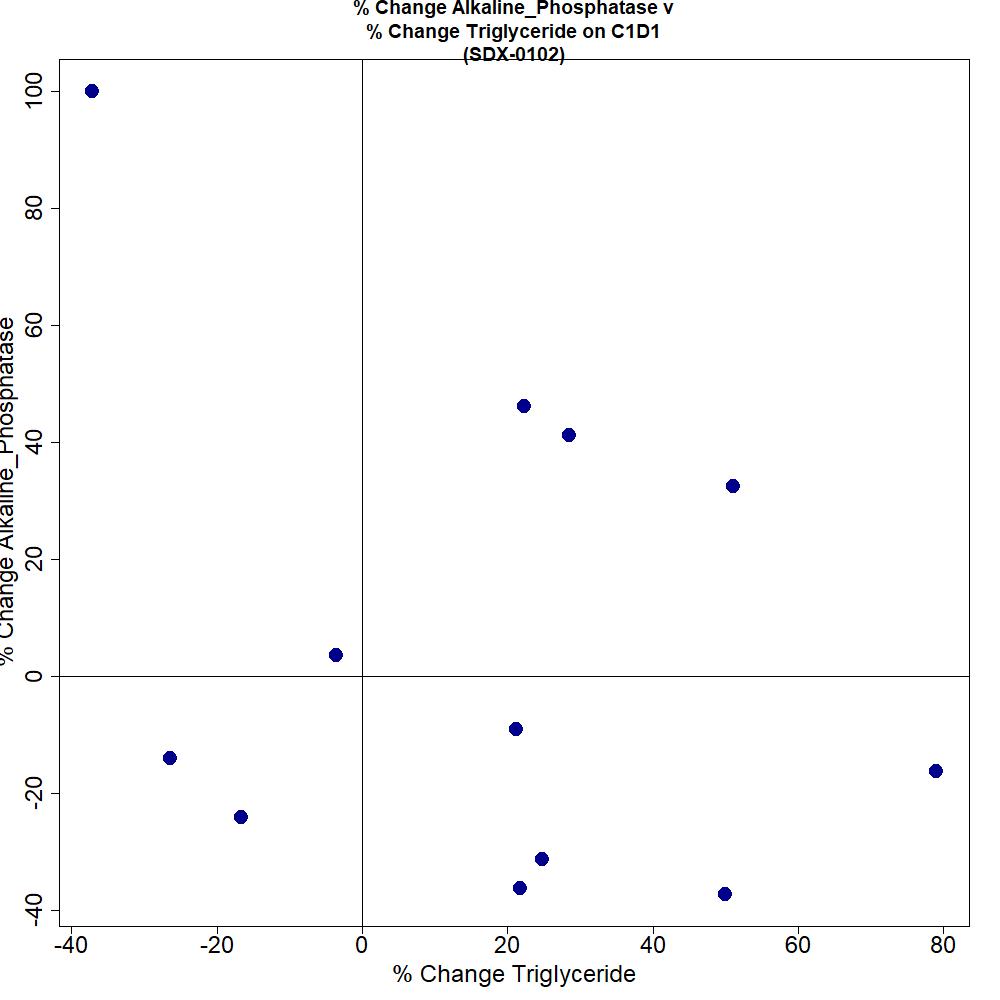 % Change Alkaline_Phosphatase v
% Change Triglyceride on C1D1
(SDX-0102)
% Change Alkaline_Phosphatase
100
80
60
40
20
0
-20
-40
-40 -20 0 20 40 60 80
% Change Triglyceride